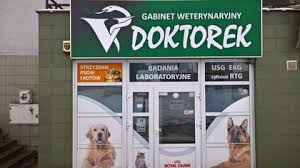 GABINET WETERYNARYJNY
DOKTOREK
STRZYŻENIE
PSÓW
I KOTÓW
BADANIA
LABORATORYJNE
USG EKG
cyfrowe RTG
ROYAL CANIN